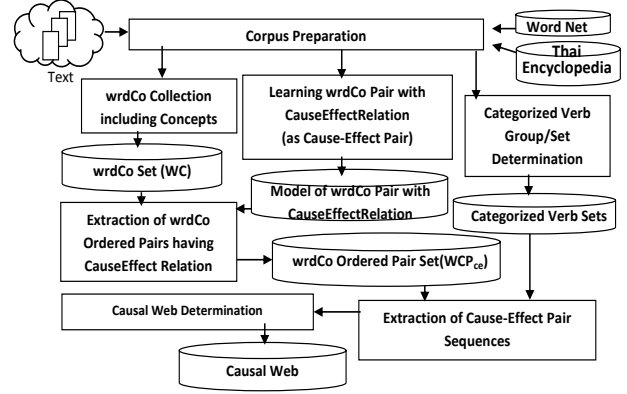 Text
Corpus Preparation
Word Net
Thai
Encyclopedia
wrdCo Collection
including Concepts
Learning wrdCo Pair with
CauseEffectRelation
(as Cause-Effect Pair)
Categorized Verb
Group/Set
Determination
wrdCo Set (WC)
Model of wrdCo Pair with
CauseEffectRelation
Categorized Verb Sets
Extraction of wrdCo
Ordered Pairs having
CauseEffect Relation
wrdCo Ordered Pair Set(WCPce)
Causal Web Determination
Extraction of Cause-Effect Pair
Sequences
Causal Web